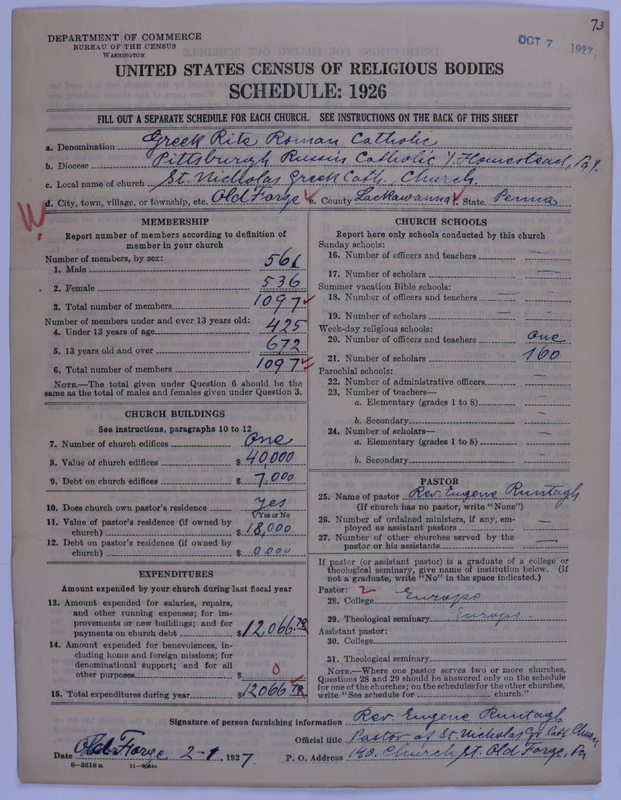 73
DEPARTMENT OF COMMERCE
BUREAU OF THE CENSUS
WASHINGTON
OCT 7 1927
UNITED STATES CENSUS OF RELIGIOUS BODIES
SCHEDULE: 1926
FILL OUT A SEPARATE SCHEDULE FOR EACH CHURCH. SEE INSTRUCTIONS ON THE BACK OF THIS SHEET
a. Denomination Greek Rite Roman Catholic
b. Diocese Pittsburgh Russin Catholic % Homestead, Pa.
c. Local name of church St. Nicholas Greek Cath. Church.
d. City, town, village, or township, etc. Old Forge e. County Lackawanna f. State Penna
W
MEMBERSHIP
Report number of members according to definition of
member in your church
Number of members, by sex:
1. Male 561
2. Female 536
3. Total number of members 1097
Number of members under and over 13 years old:
4. Under 13 years of age 425
5. 13 years old and over 672
6. Total number of members 1097
NOTE.—The total given under Question 6 should be the
same as the total of males and females given under Question 3.
CHURCH BUILDINGS
See instructions, paragraphs 10 to 12
7. Number of church edifices one
8. Value of church edifices $ 40,000
9. Debt on church edifices $ 7,000
10. Does church own pastor's residence yes
Yes or No
11. Value of pastor's residence (if owned by
church) $ 18,000
12. Debt on pastor's residence (if owned by
church) $ 0,000
EXPENDITURES
Amount expended by your church during last fiscal year
13. Amount expended for salaries, repairs,
and other running expenses; for im-
provements or new buildings; and for
payments on church debt $ 12,066.78
14. Amount expended for benevolences, in-
cluding home and foreign missions; for
denominational support; and for all
other purposes $ 0
15. Total expenditures during year $ 12066.78
CHURCH SCHOOLS
Report here only schools conducted by this church
Sunday schools:
16. Number of officers and teachers —
17. Number of scholars —
Summer vacation Bible schools:
18. Number of officers and teachers —
19. Number of scholars —
Week-day religious schools:
20. Number of officers and teachers one
21. Number of scholars 160
Parochial schools:
22. Number of administrative officers —
23. Number of teachers—
a. Elementary (grades 1 to 8) —
b. Secondary —
24. Number of scholars—
a. Elementary (grades 1 to 8) —
b. Secondary —
PASTOR
25. Name of pastor Rev. Eugene Runtagh
(If church has no pastor, write "None")
26. Number of ordained ministers, if any, em-
ployed as assistant pastors —
27. Number of other churches served by the
pastor or his assistants —
If pastor (or assistant pastor) is a graduate of a college or
theological seminary, give name of institution below. (If
not a graduate, write "No" in the space indicated.)
Pastor: 2
28. College Europe
29. Theological seminary Europe
Assistant pastor:
30. College
31. Theological seminary
NOTE.—Where one pastor serves two or more churches,
Questions 28 and 29 should be answered only on the schedule
for one of the churches; on the schedules for the other churches,
write "See schedule for church."
Signature of person furnishing information Rev. Eugene Runtagh
Official title Pastor of St. Nicholas Gr. Cath. Church
Date Old Forge 2-9, 1927. P. O. Address 140. Church St. Old Forge, Pa
8—5518 a